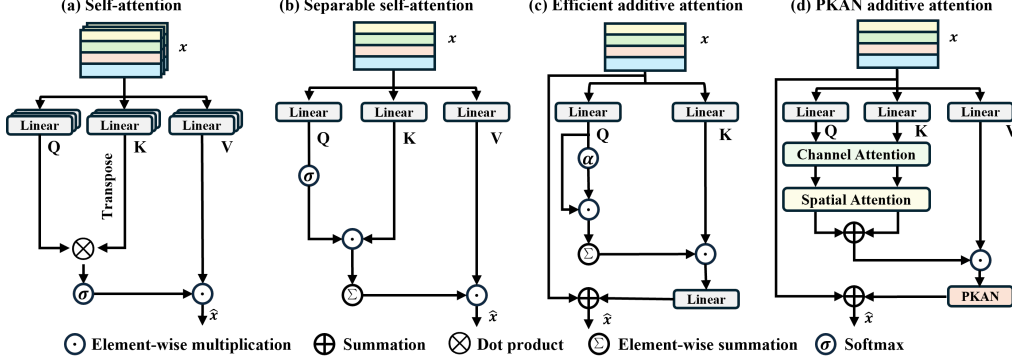 (a) Self-attention
(b) Separable self-attention
(c) Efficient additive attention
(d) PKAN additive attention
x
x
x
Linear Linear Linear
Linear Linear Linear
Linear Linear
Linear Linear Linear
Q K V
Q K V
Q K
Q K V
Transpose
σ
α
Channel Attention
Spatial Attention
Σ
σ
Σ
Linear
PKAN
x̂
x̂
x̂
x̂
Element-wise multiplication
Summation
Dot product
Σ Element-wise summation
σ Softmax